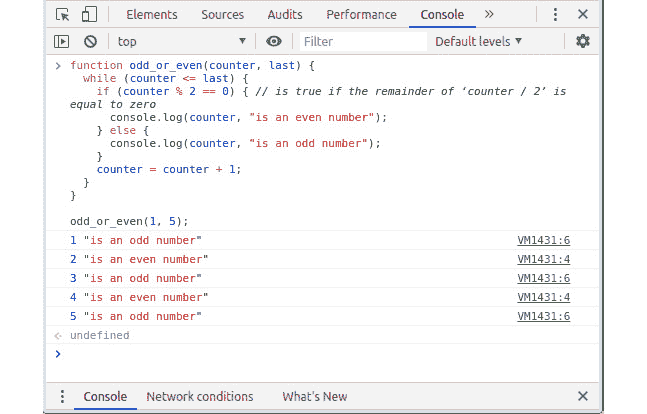 Elements Sources Audits Performance Console »
top ▼ Filter Default levels ▼
> function odd_or_even(counter, last) {
while (counter <= last) {
if (counter % 2 == 0) { // is true if the remainder of ‘counter / 2’ is
equal to zero
console.log(counter, "is an even number");
} else {
console.log(counter, "is an odd number");
}
counter = counter + 1;
}
}
odd_or_even(1, 5);
1 "is an odd number" VM1431:6
2 "is an even number" VM1431:4
3 "is an odd number" VM1431:6
4 "is an even number" VM1431:4
5 "is an odd number" VM1431:6
undefined
>
Console Network conditions What's New